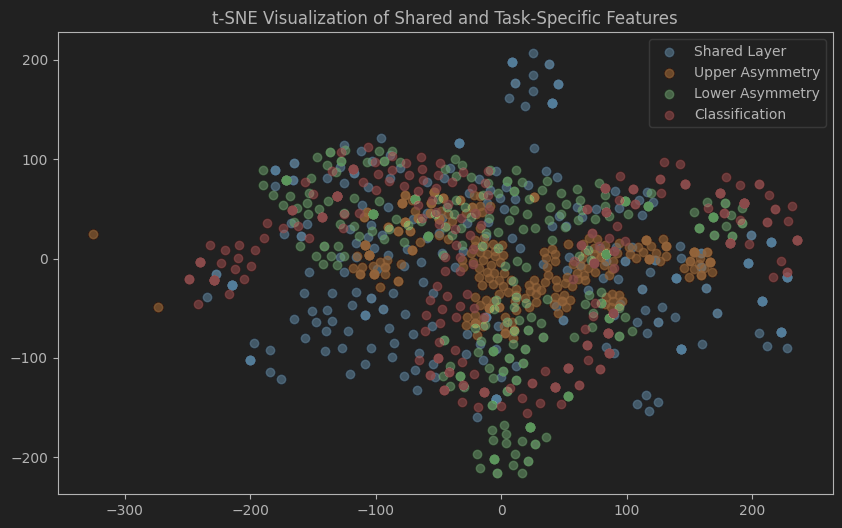 t-SNE Visualization of Shared and Task-Specific Features
Shared Layer
Upper Asymmetry
Lower Asymmetry
Classification
200
100
0
−100
−200
−300
−200
−100
0
100
200